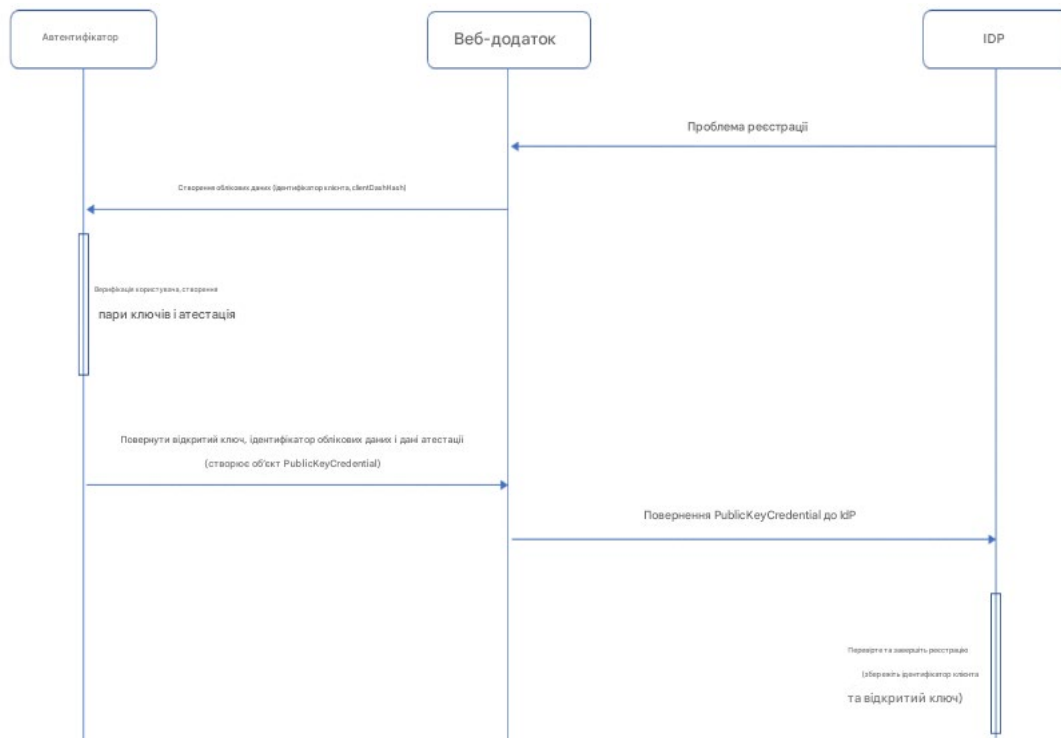 Автентифікатор
Веб-додаток
IDP
Проблема реєстрації
Створення облікових даних (ідентифікатор клієнта, clientDashHash)
Верифікація користувача, створення
пари ключів і атестація
Повернути відкритий ключ, ідентифікатор облікових даних і дані атестації
(створює об'єкт PublicKeyCredential)
Повернення PublicKeyCredential до IdP
Перевірте та завершіть реєстрацію
(збережіть ідентифікатор клієнта
та відкритий ключ)